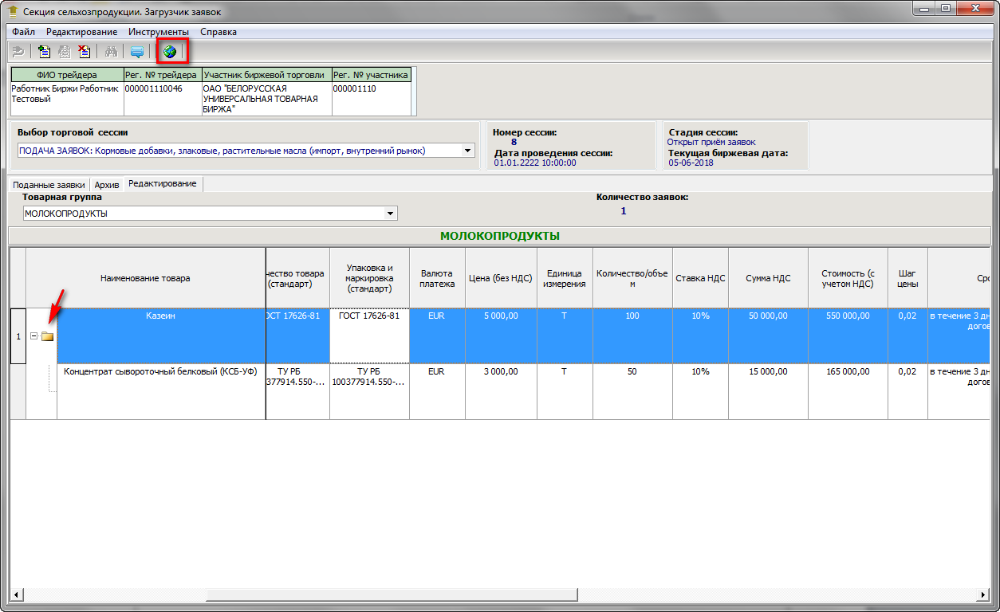 Секция сельхозпродукции. Загрузчик заявок
Файл Редактирование Инструменты Справка
ФИО трейдера Рег. № трейдера Участник биржевой торговли Рег. № участника
Работник Биржи Работник Тестовый 000001110046 ОАО "БЕЛОРУССКАЯ УНИВЕРСАЛЬНАЯ ТОВАРНАЯ БИРЖА" 000001110
Выбор торговой сессии
ПОДАЧА ЗАЯВОК: Кормовые добавки, злаковые, растительные масла (импорт, внутренний рынок)
Номер сессии:
8
Дата проведения сессии:
01.01.2222 10:00:00
Стадия сессии:
Открыт приём заявок
Текущая биржевая дата:
05-06-2018
Поданные заявки Архив Редактирование
Товарная группа
МОЛОКОПРОДУКТЫ
Количество заявок:
1
МОЛОКОПРОДУКТЫ
Наименование товара чество товара (стандарт) Упаковка и маркировка (стандарт) Валюта платежа Цена (без НДС) Единица измерения Количество/объем Ставка НДС Сумма НДС Стоимость (с учетом НДС) Шаг цены Сро
1 Казеин ОСТ 17626-81 ГОСТ 17626-81 EUR 5 000,00 Т 100 10% 50 000,00 550 000,00 0,02 в течение 3 дн догов
Концентрат сывороточный белковый (КСБ-УФ) ТУ РБ 377914.550-... ТУ РБ 100377914.550-... EUR 3 000,00 Т 50 10% 15 000,00 165 000,00 0,02 в течение 3 дн догов